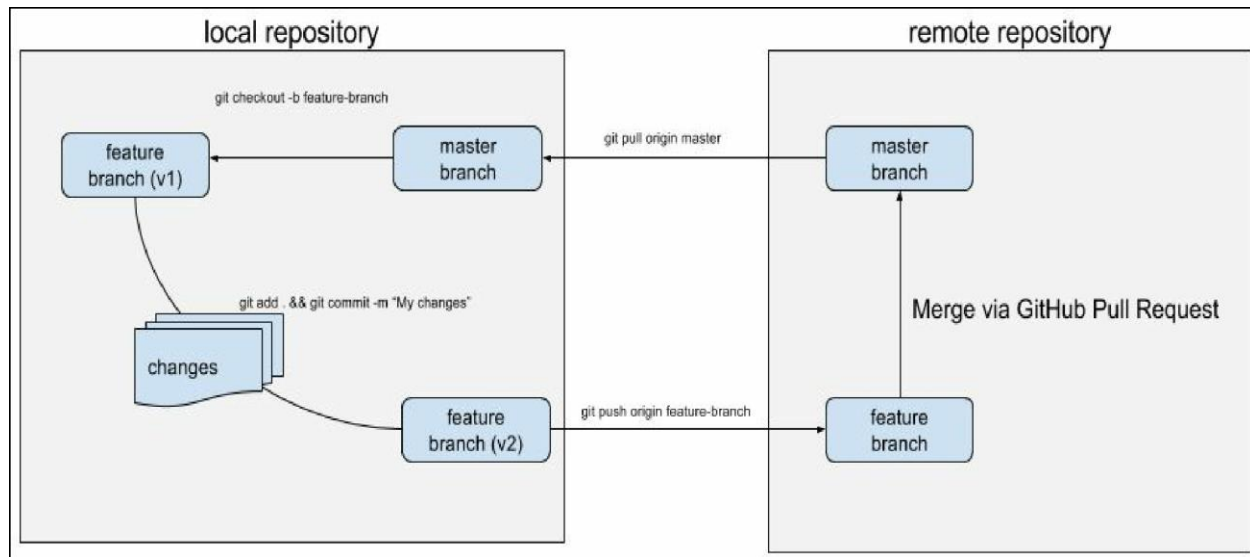 local repository
remote repository
git checkout -b feature-branch
feature
branch (v1)
master
branch
git pull origin master
master
branch
git add . && git commit -m “My changes”
Merge via GitHub Pull Request
changes
feature
branch (v2)
git push origin feature-branch
feature
branch